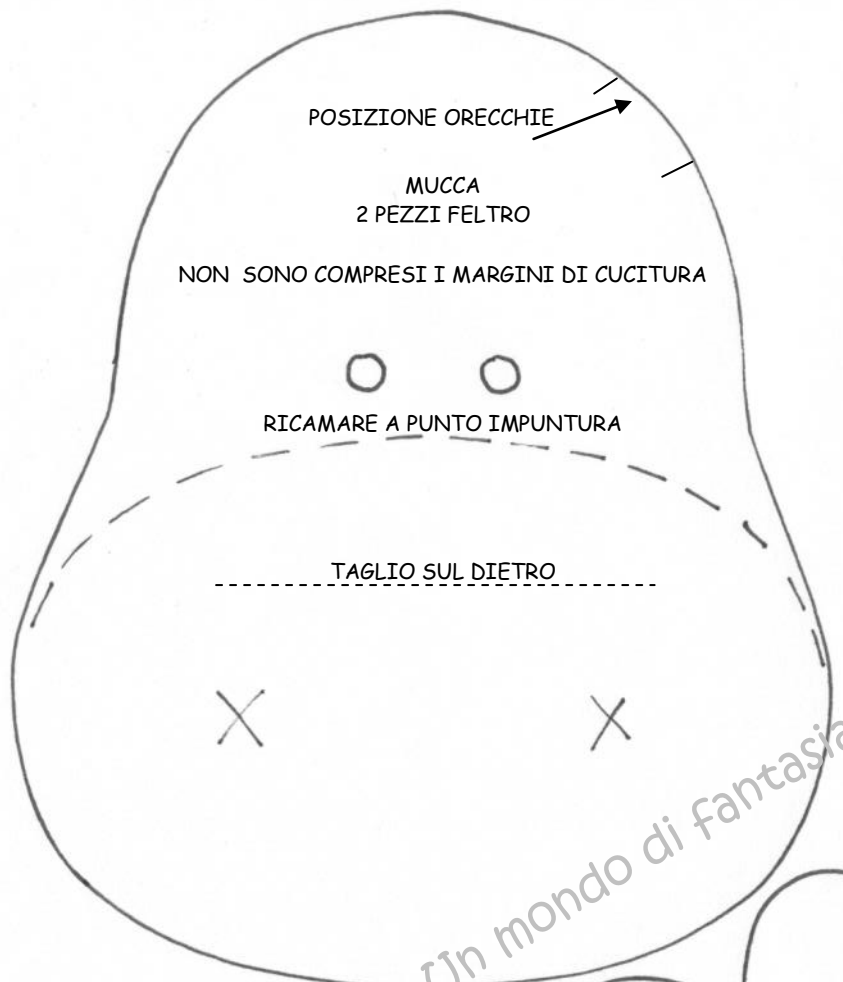 POSIZIONE ORECCHIE
MUCCA
2 PEZZI FELTRO
NON SONO COMPRESI I MARGINI DI CUCITURA
RICAMARE A PUNTO IMPUNTURA
TAGLIO SUL DIETRO
Un mondo di fantasia